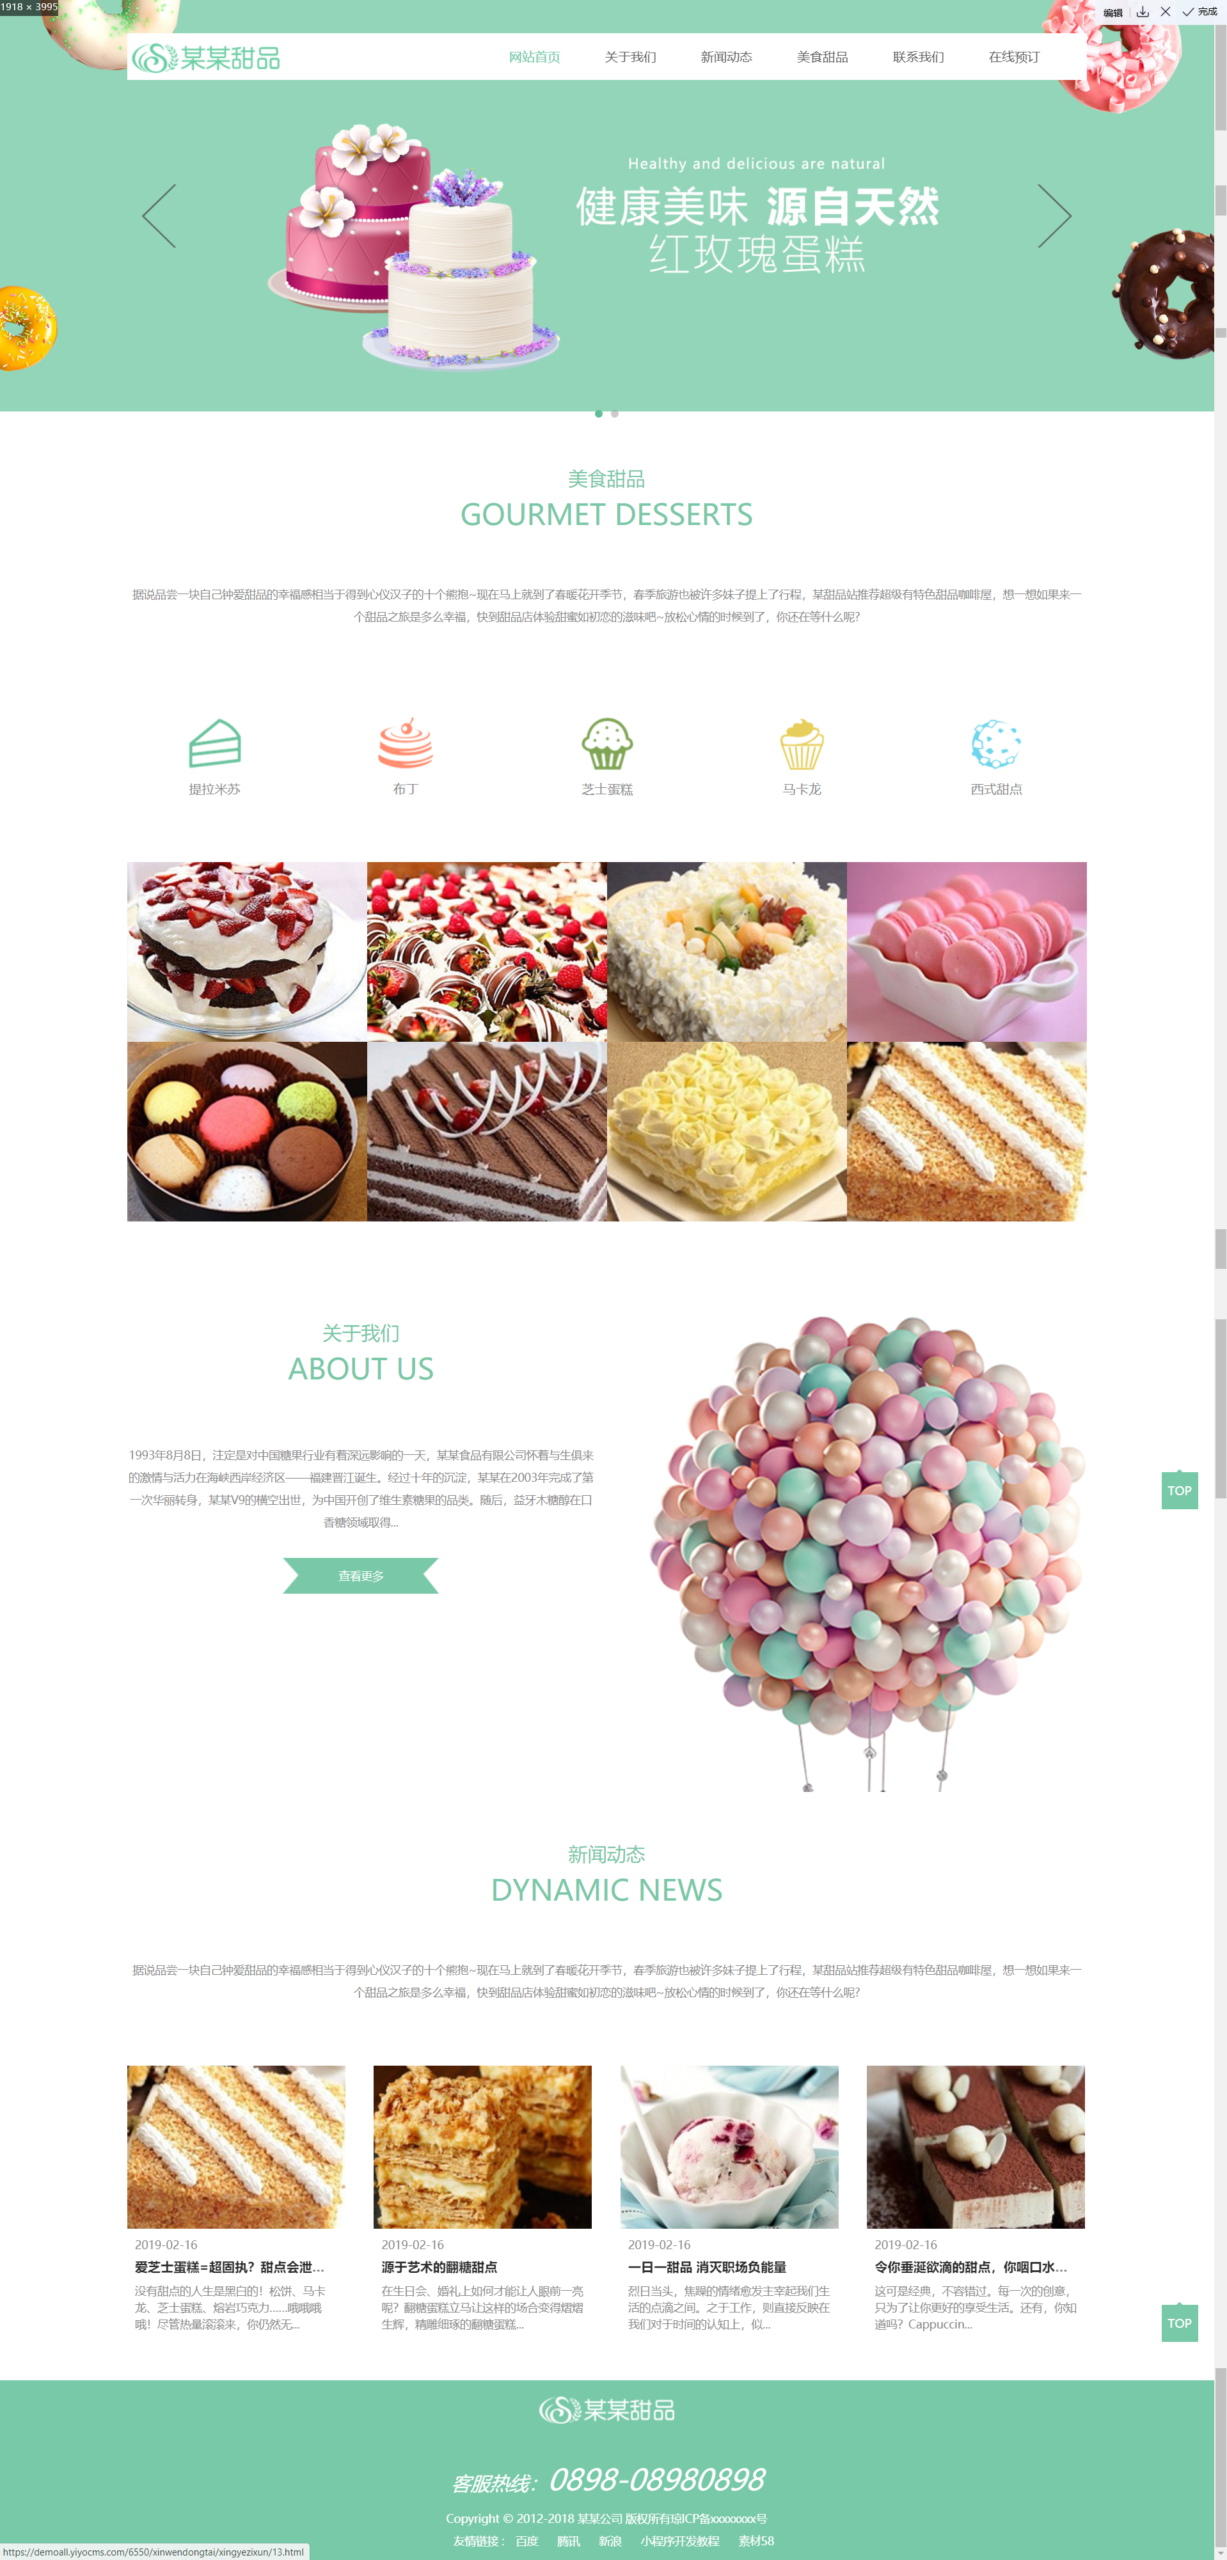 1918 × 3995
编辑
完成
某某甜品
网站首页 关于我们 新闻动态 美食甜品 联系我们 在线预订
Healthy and delicious are natural
健康美味 源自天然
红玫瑰蛋糕
美食甜品
GOURMET DESSERTS
据说品尝一块自己钟爱甜品的幸福感相当于得到心仪汉子的十个熊抱~现在马上就到了春暖花开季节，春季旅游也被许多妹子提上了行程，某甜品站推荐超级有特色甜品咖啡屋，想一想如果来一
个甜品之旅是多么幸福，快到甜品店体验甜蜜如初恋的滋味吧~放松心情的时候到了，你还在等什么呢？
提拉米苏 布丁 芝士蛋糕 马卡龙 西式甜点
关于我们
ABOUT US
1993年8月8日，注定是对中国糖果行业有着深远影响的一天，某某食品有限公司怀着与生俱来
的激情与活力在海峡西岸经济区——福建晋江诞生。经过十年的沉淀，某某在2003年完成了第
一次华丽转身，某某V9的横空出世，为中国开创了维生素糖果的品类。随后，益牙木糖醇在口
香糖领域取得...
查看更多
TOP
新闻动态
DYNAMIC NEWS
据说品尝一块自己钟爱甜品的幸福感相当于得到心仪汉子的十个熊抱~现在马上就到了春暖花开季节，春季旅游也被许多妹子提上了行程，某甜品站推荐超级有特色甜品咖啡屋，想一想如果来一
个甜品之旅是多么幸福，快到甜品店体验甜蜜如初恋的滋味吧~放松心情的时候到了，你还在等什么呢？
2019-02-16
爱芝士蛋糕=超固执？甜点会泄...
没有甜点的人生是黑白的！松饼、马卡
龙、芝士蛋糕、熔岩巧克力……哦哦哦
哦！尽管热量滚滚来，你仍然无...
2019-02-16
源于艺术的翻糖甜点
在生日会、婚礼上如何才能让人眼前一亮
呢？翻糖蛋糕立马让这样的场合变得熠熠
生辉，精雕细琢的翻糖蛋糕...
2019-02-16
一日一甜品 消灭职场负能量
烈日当头，焦躁的情绪愈发主宰起我们生
活的点滴之间。之于工作，则直接反映在
我们对于时间的认知上，似...
2019-02-16
令你垂涎欲滴的甜点，你咽口水...
这可是经典，不容错过。每一次的创意，
只为了让你更好的享受生活。还有，你知
道吗？Cappuccin...
TOP
某某甜品
客服热线：0898-08980898
Copyright © 2012-2018 某某公司 版权所有琼ICP备xxxxxxxx号
友情链接： 百度 腾讯 新浪 小程序开发教程 素材58
https://demoall.yiyocms.com/6550/xinwendongtai/xingyezixun/13.html